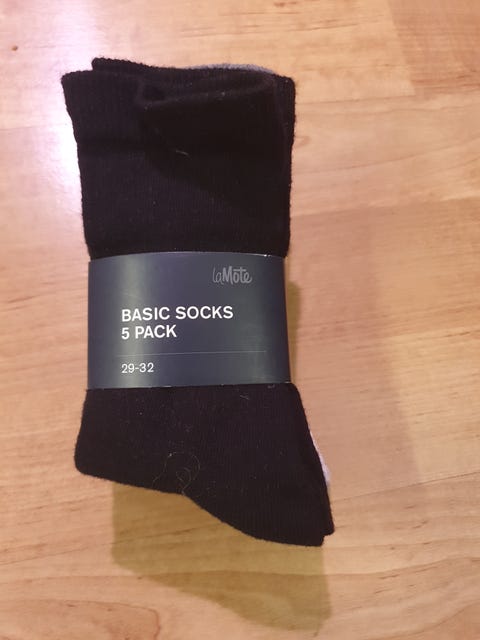 laMote
BASIC SOCKS
5 PACK
29-32